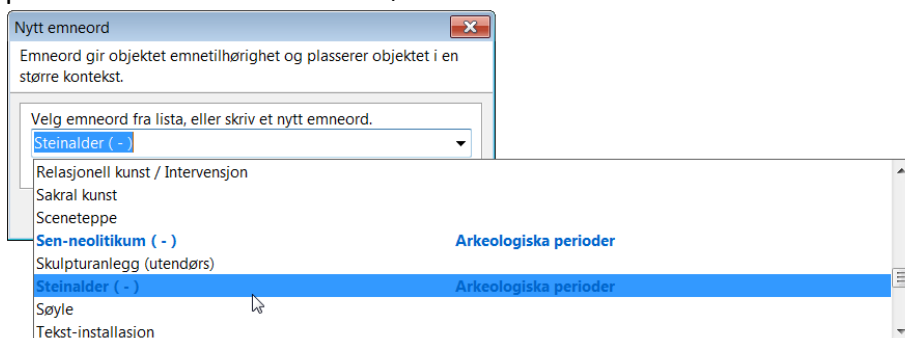 Nytt emneord
Emneord gir objektet emnetilhørighet og plasserer objektet i en
større kontekst.
Velg emneord fra lista, eller skriv et nytt emneord.
Steinalder ( - )
Relasjonell kunst / Intervensjon
Sakral kunst
Sceneteppe
Sen-neolitikum ( - ) Arkeologiska perioder
Skulpturanlegg (utendørs)
Steinalder ( - ) Arkeologiska perioder
Søyle
Tekst-installasjon